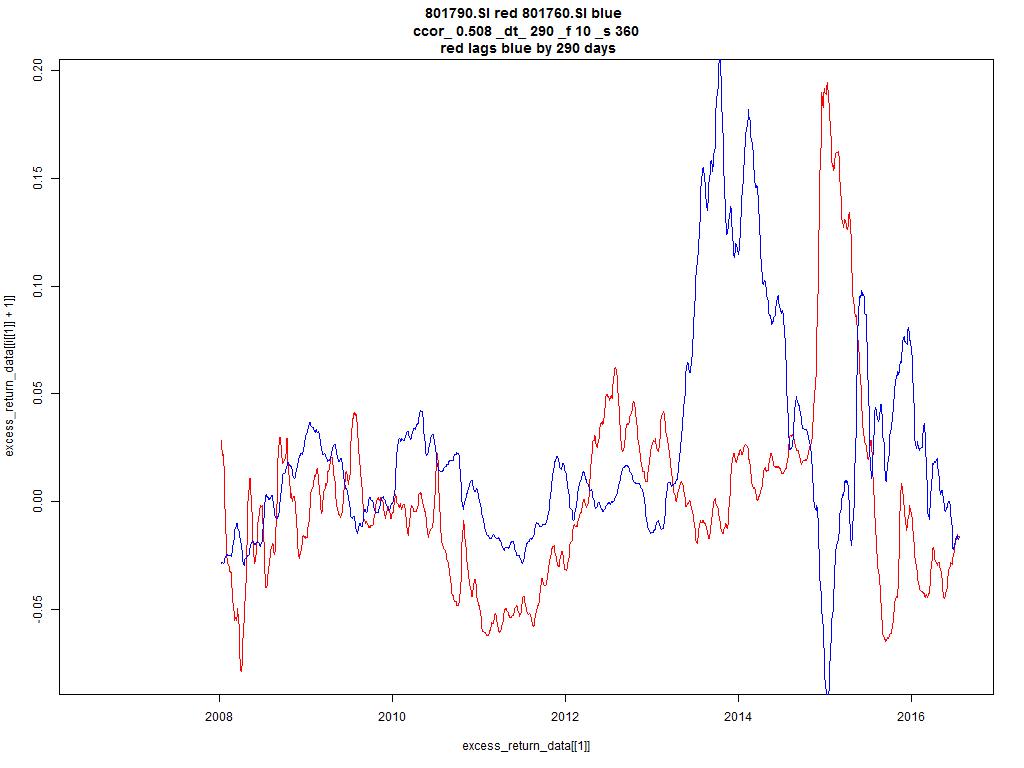 801790.SI red 801760.SI blue
ccor_ 0.508 _dt_ 290 _f 10 _s 360
red lags blue by 290 days
0.20
0.15
0.10
0.05
0.00
-0.05
excess_return_data[[i[[1]] + 1]]
2008 2010 2012 2014 2016
excess_return_data[[1]]